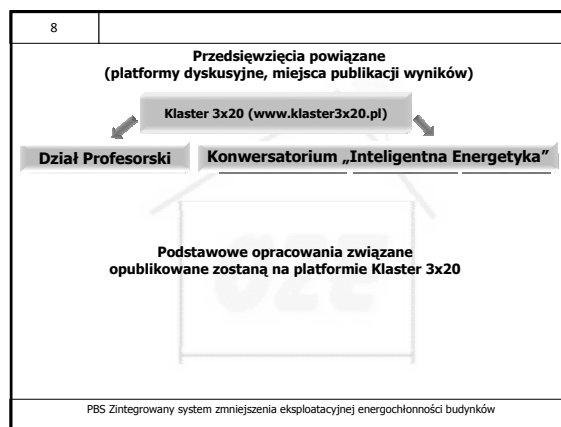 8
Przedsięwzięcia powiązane
(platformy dyskusyjne, miejsca publikacji wyników)
Klaster 3x20 (www.klaster3x20.pl)
Dział Profesorski
Konwersatorium „Inteligentna Energetyka”
OZE
Podstawowe opracowania związane
opublikowane zostaną na platformie Klaster 3x20
PBS Zintegrowany system zmniejszenia eksploatacyjnej energochłonności budynków